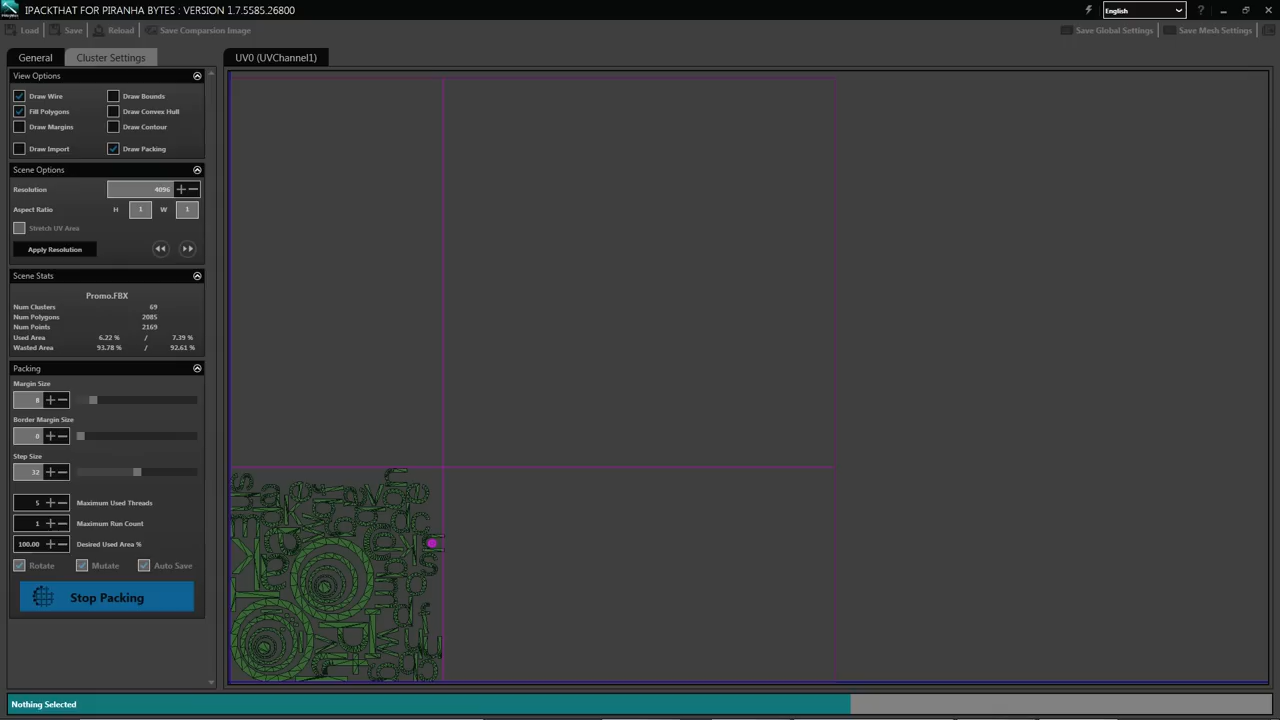 IPACKTHAT FOR PIRANHA BYTES : VERSION 1.7.5585.26800
English
?
Load
Save
Reload
Save Comparsion Image
Save Global Settings
Save Mesh Settings
General
Cluster Settings
UV0 (UVChannel1)
View Options
Draw Wire
Draw Bounds
Fill Polygons
Draw Convex Hull
Draw Margins
Draw Contour
Draw Import
Draw Packing
Scene Options
Resolution 4096
Aspect Ratio H 1 W 1
Stretch UV Area
Apply Resolution
Scene Stats
Promo.FBX
Num Clusters 69
Num Polygons 2085
Num Points 2169
Used Area 6.22 % / 7.39 %
Wasted Area 93.78 % / 92.61 %
Packing
Margin Size
8
Border Margin Size
0
Step Size
32
5 Maximum Used Threads
1 Maximum Run Count
100.00 Desired Used Area %
Rotate Mutate Auto Save
Stop Packing
Nothing Selected